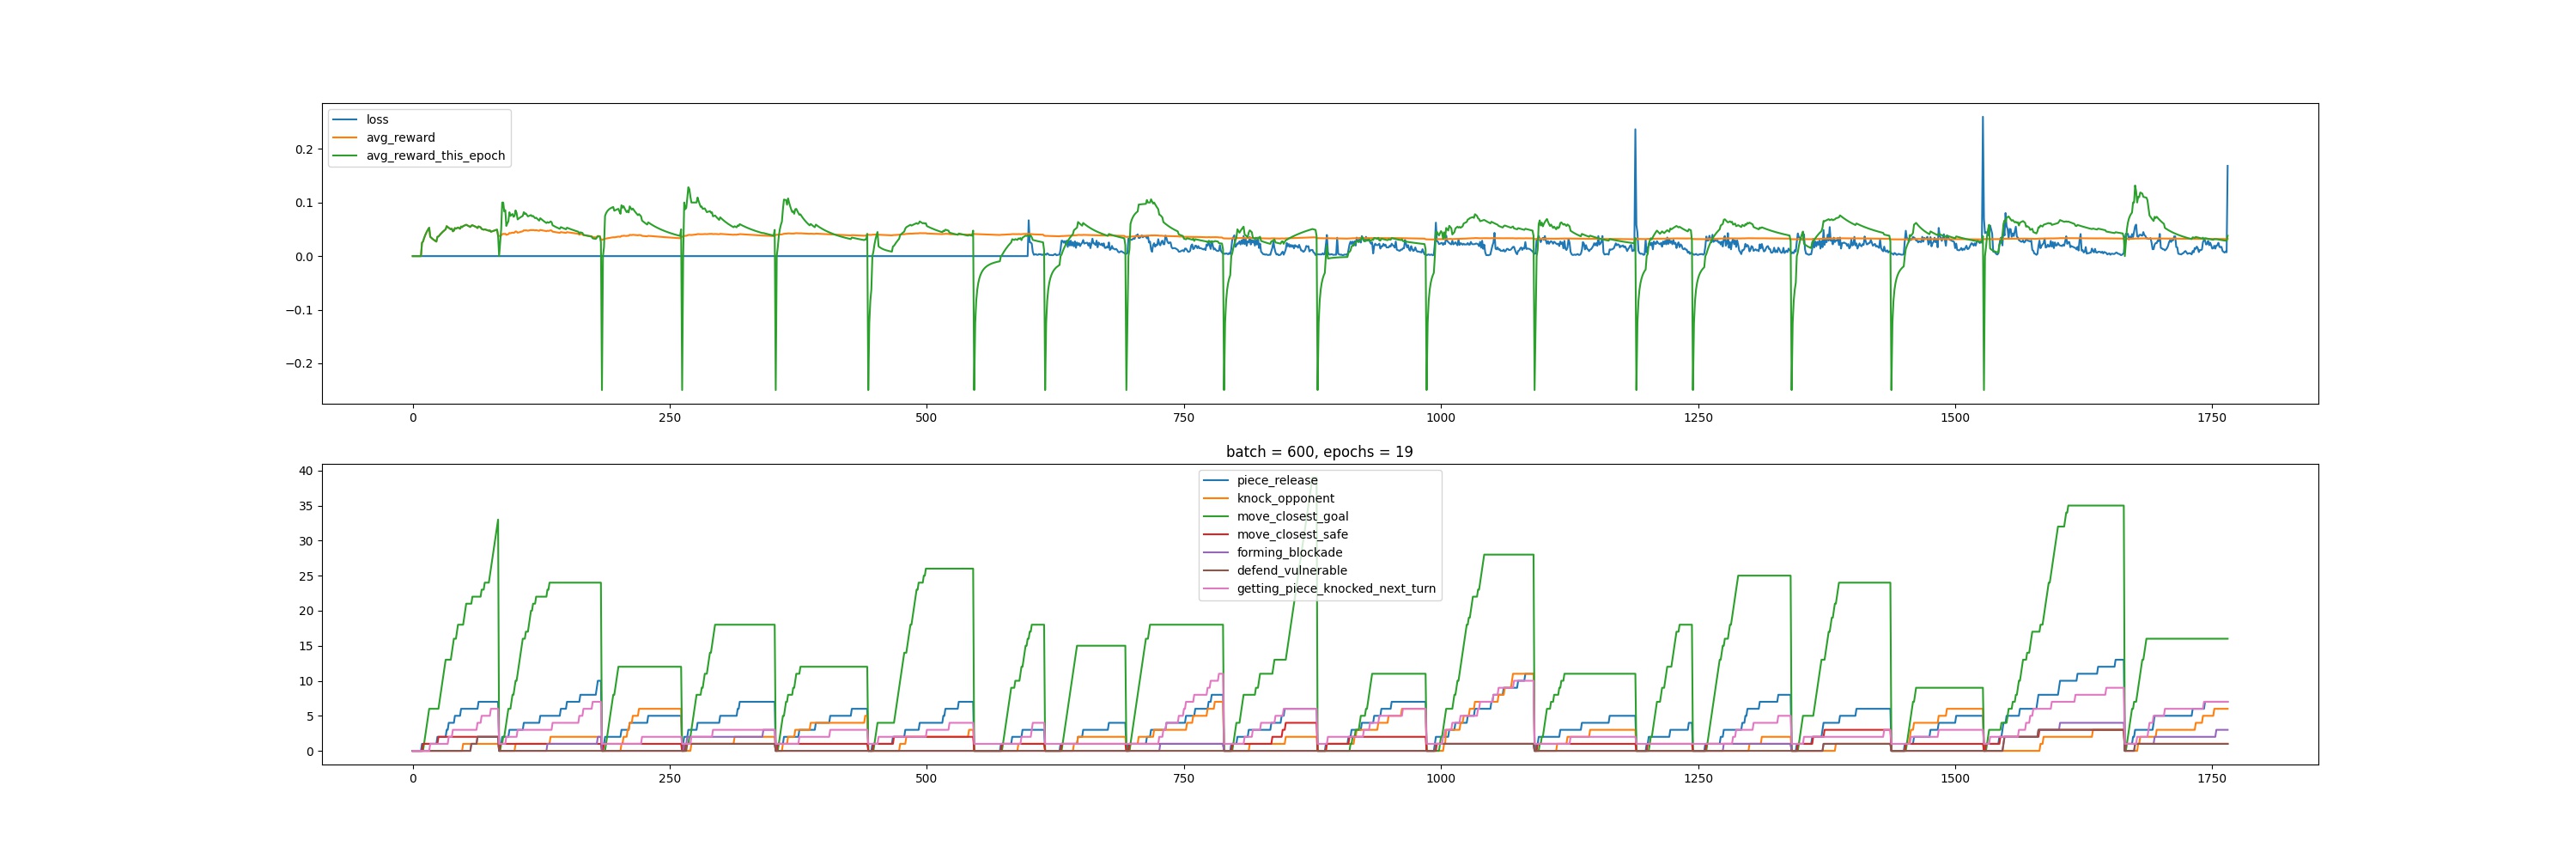 loss
avg_reward
avg_reward_this_epoch
0.2
0.1
0.0
−0.1
−0.2
0 250 500 750 1000 1250 1500 1750
batch = 600, epochs = 19
piece_release
knock_opponent
move_closest_goal
move_closest_safe
forming_blockade
defend_vulnerable
getting_piece_knocked_next_turn
40
35
30
25
20
15
10
5
0
0 250 500 750 1000 1250 1500 1750